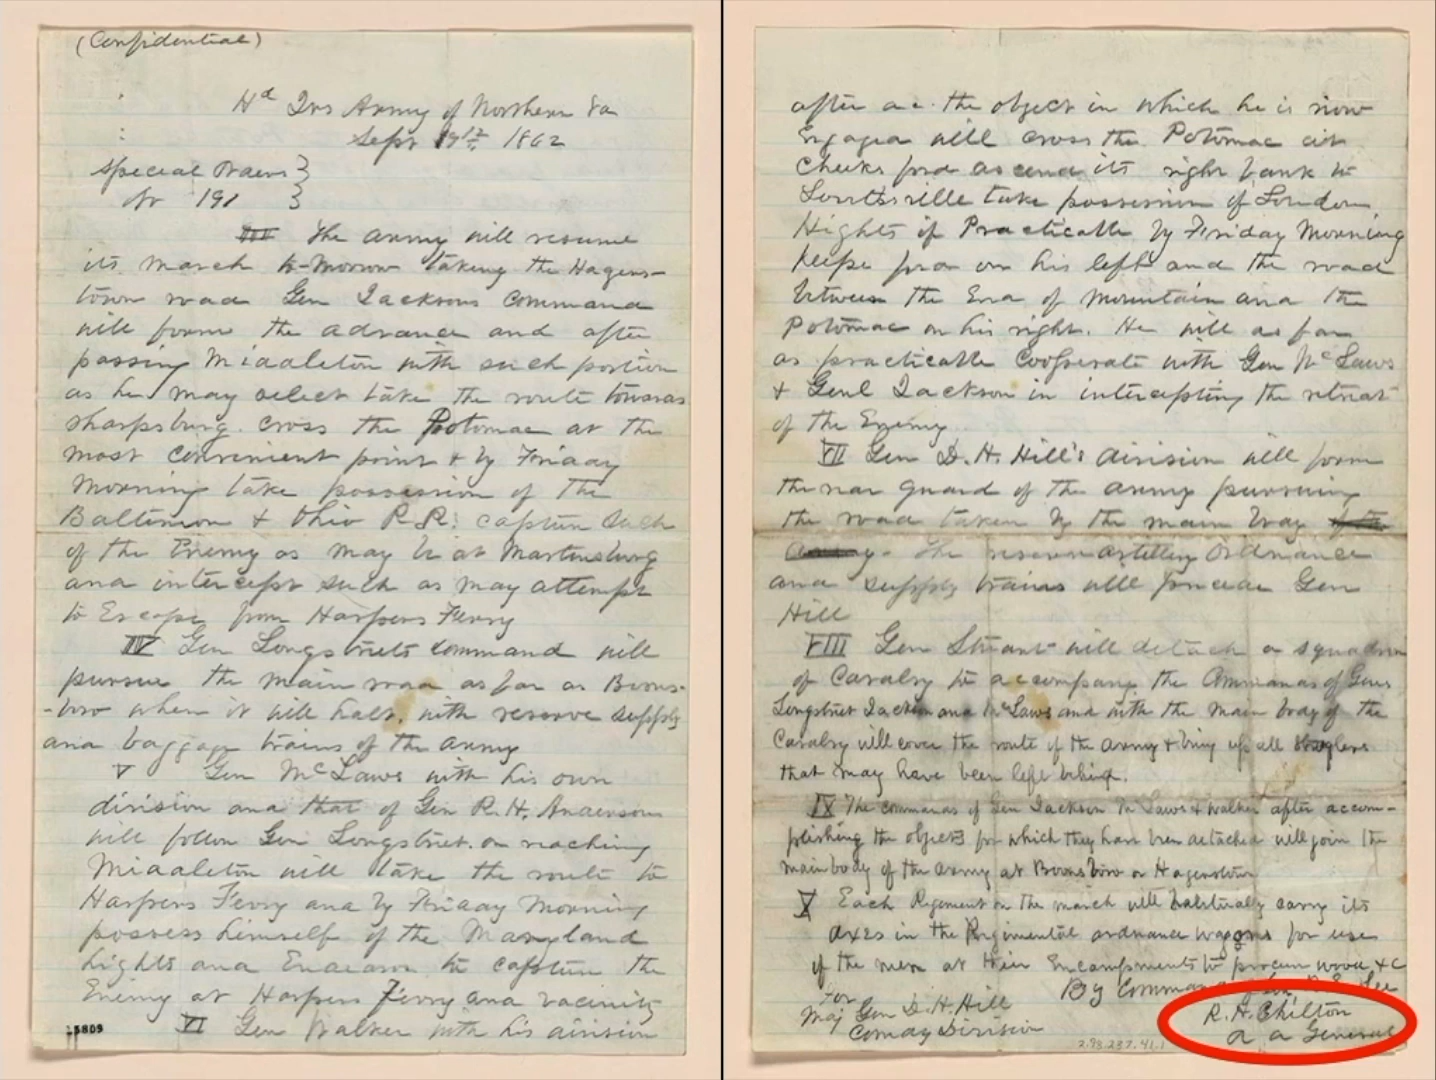 (Confidential)
Hd Qrs Army of Northern Va
Sept 9th 1862
Special Orders }
No 191 }
III The army will resume
its march to-morrow taking the Hagers-
town road Gen Jacksons command
will form the advance and after
passing Middleton with such portion
as he may select take the route towards
sharpsburg. cross the Potomac at the
most convenient point & by Friday
Morning take possession of the
Baltimore & Ohio R.R. capture such
of the Enemy as may be at Martinsburg
and intercept such as may attempt
to Escape from Harpers Ferry
IV Gen Longstreets command will
pursue the main road as far as Boons-
-boro where it will halt. with reserve supply
and baggage trains of the army
V Gen McLaws with his own
division and that of Gen R. H. Anderson
will follow Gen Longstreet. on reaching
Middleton will take the route to
Harpers Ferry and by Friday Morning
possess himself of the Maryland
hights and Endeavor to capture the
Enemy at Harpers Ferry and vacinity
VI Gen Walker with his division
5809
after acc. the object in which he is now
Engaged will cross the Potomac at
Cheeks ford ascend its right bank to
Lovettsville take possession of Loudon
Hights if Practicable by Friday Morning
Keeps ford on his left and the road
between the End of Mountain and the
Potomac on his right. He will as far
as practicable Cooperate with Gen McLaws
& Genl Jackson in intercepting the retreat
of the Enemy
VII Gen D. H. Hill's division will form
the rear guard of the army pursuing
the road taken by the main body of the
army. The reserve artillery Ordnance
and supply trains will precede Gen
Hill
VIII Gen Stuart will detach a squadron
of Cavalry to accompany the Commands of Gens
Longstreet Jackson and McLaws and with the main body of the
Cavalry will cover the route of the army & bring up all stragglers
that may have been left behind.
IX The commands of Gen Jackson McLaws & Walker after accom-
plishing the objects for which they have been detached will join the
main body of the army at Boonsboro or Hagerstown
X Each Regiment on the march will habitually carry its
axes in the Regimental ordnance wagons for use
of the men at their Encampments to procure wood &c
By Command of Gen R. E. Lee
For R. H. Chilton
Maj Gen D. H. Hill A A General
Comdg Division
2.93.237.41.1